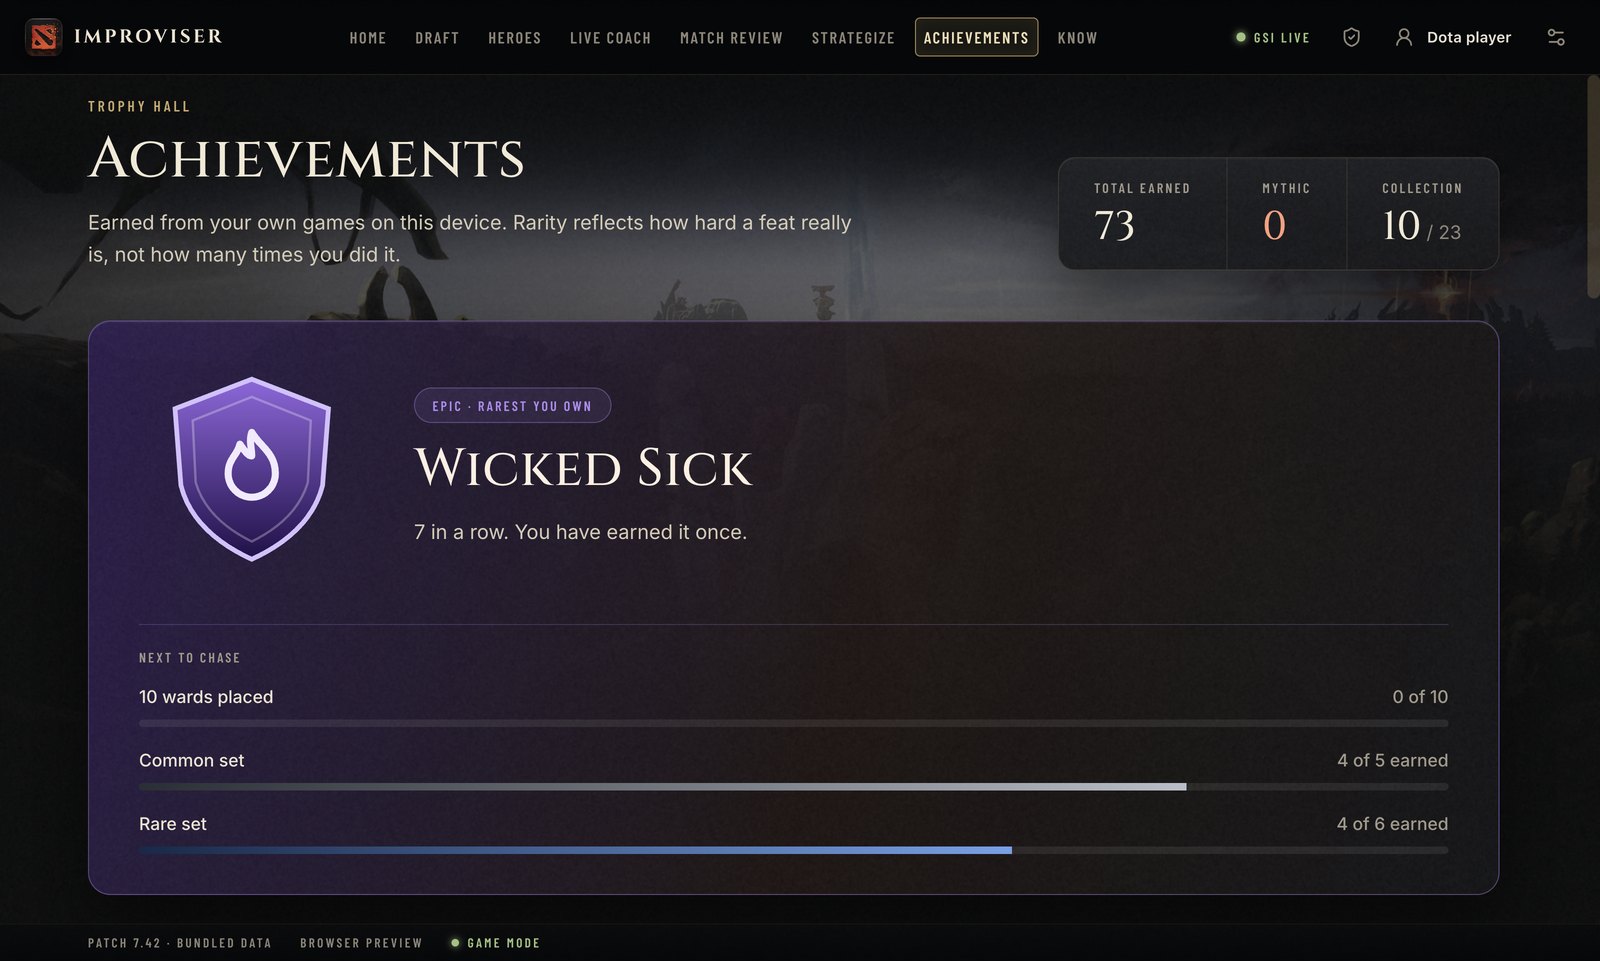 IMPROVISER
HOME
DRAFT
HEROES
LIVE COACH
MATCH REVIEW
STRATEGIZE
ACHIEVEMENTS
KNOW
GSI LIVE
Dota player
TROPHY HALL
ACHIEVEMENTS
Earned from your own games on this device. Rarity reflects how hard a feat really
is, not how many times you did it.
TOTAL EARNED
73
MYTHIC
0
COLLECTION
10 / 23
EPIC · RAREST YOU OWN
WICKED SICK
7 in a row. You have earned it once.
NEXT TO CHASE
10 wards placed
0 of 10
Common set
4 of 5 earned
Rare set
4 of 6 earned
PATCH 7.42 · BUNDLED DATA
BROWSER PREVIEW
GAME MODE